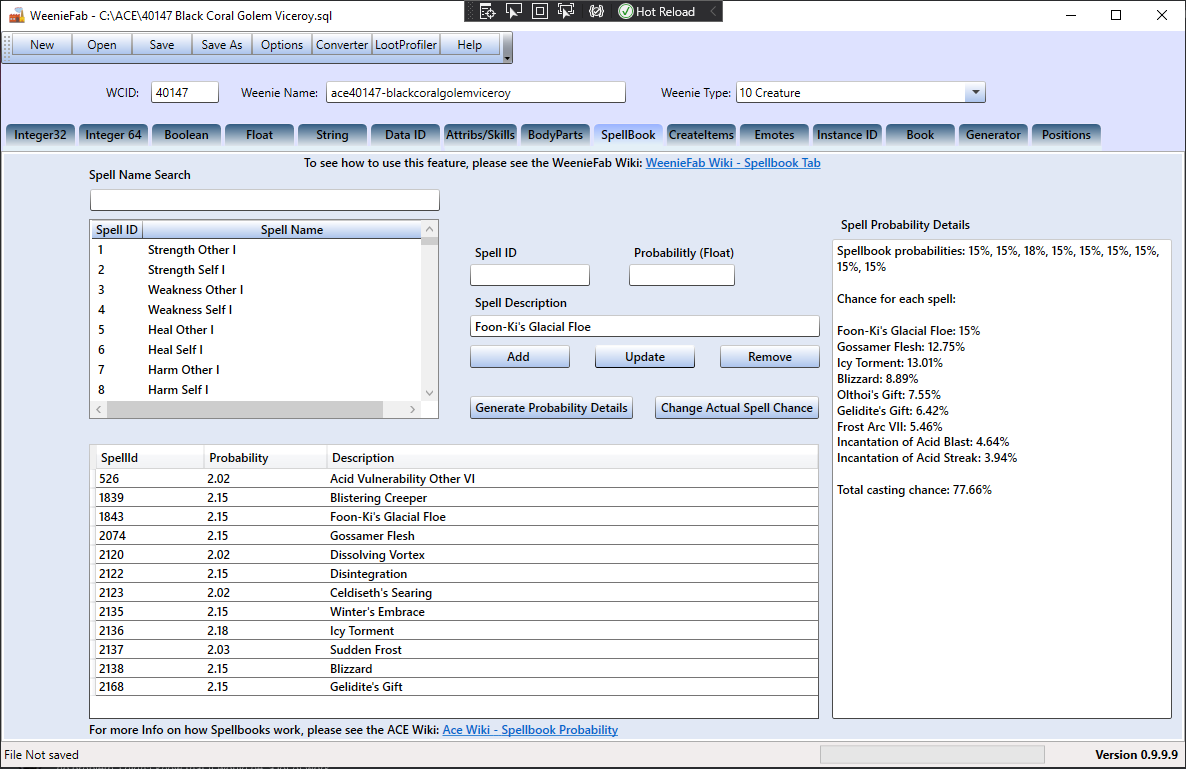 WeenieFab - C:\ACE\40147 Black Coral Golem Viceroy.sql
Hot Reload
New Open Save Save As Options Converter LootProfiler Help
WCID: 40147 Weenie Name: ace40147-blackcoralgolemviceroy Weenie Type: 10 Creature
Integer32 Integer 64 Boolean Float String Data ID Attribs/Skills BodyParts SpellBook CreateItems Emotes Instance ID Book Generator Positions
To see how to use this feature, please see the WeenieFab Wiki: WeenieFab Wiki - Spellbook Tab
Spell Name Search
Spell ID Spell Name
1 Strength Other I
2 Strength Self I
3 Weakness Other I
4 Weakness Self I
5 Heal Other I
6 Heal Self I
7 Harm Other I
8 Harm Self I
Spell ID Probabilitly (Float)
Spell Description
Foon-Ki's Glacial Floe
Add Update Remove
Generate Probability Details Change Actual Spell Chance
Spell Probability Details
Spellbook probabilities: 15%, 15%, 18%, 15%, 15%, 15%, 15%,
15%, 15%
Chance for each spell:
Foon-Ki's Glacial Floe: 15%
Gossamer Flesh: 12.75%
Icy Torment: 13.01%
Blizzard: 8.89%
Olthoi's Gift: 7.55%
Gelidite's Gift: 6.42%
Frost Arc VII: 5.46%
Incantation of Acid Blast: 4.64%
Incantation of Acid Streak: 3.94%
Total casting chance: 77.66%
SpellId Probability Description
526 2.02 Acid Vulnerability Other VI
1839 2.15 Blistering Creeper
1843 2.15 Foon-Ki's Glacial Floe
2074 2.15 Gossamer Flesh
2120 2.02 Dissolving Vortex
2122 2.15 Disintegration
2123 2.02 Celdiseth's Searing
2135 2.15 Winter's Embrace
2136 2.18 Icy Torment
2137 2.03 Sudden Frost
2138 2.15 Blizzard
2168 2.15 Gelidite's Gift
For more Info on how Spellbooks work, please see the ACE Wiki: Ace Wiki - Spellbook Probability
File Not saved Version 0.9.9.9